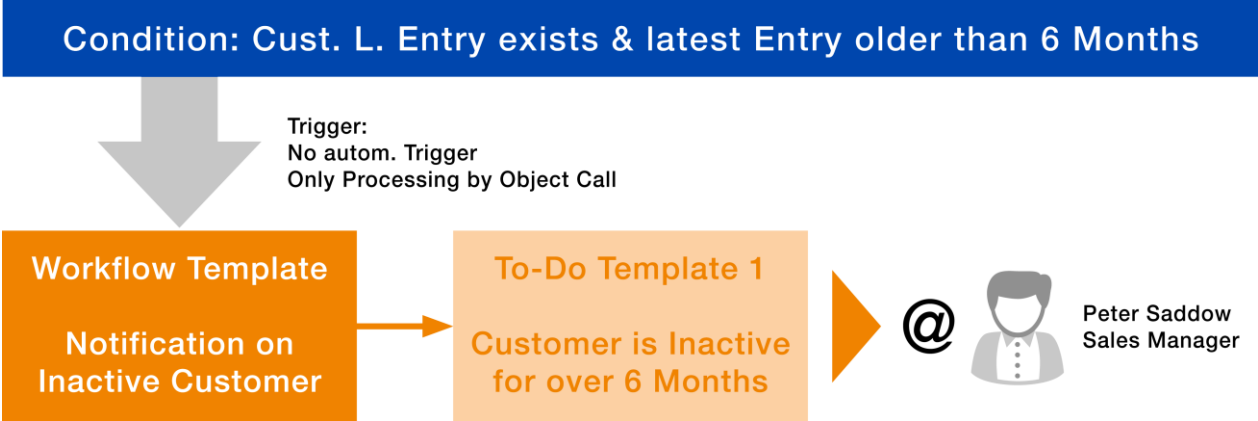 Condition: Cust. L. Entry exists & latest Entry older than 6 Months
Trigger:
No autom. Trigger
Only Processing by Object Call
Workflow Template
Notification on
Inactive Customer
To-Do Template 1
Customer is Inactive
for over 6 Months
@
Peter Saddow
Sales Manager